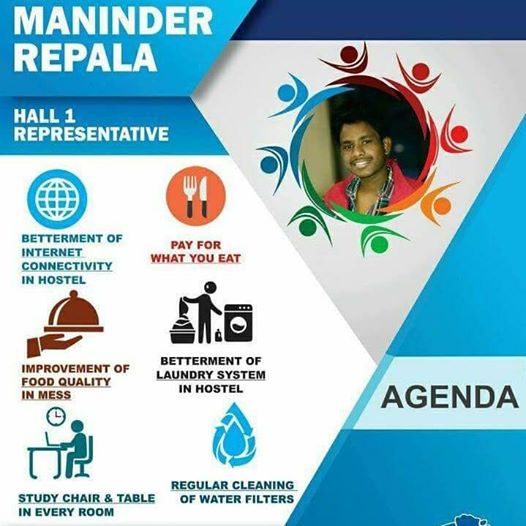 MANINDER
REPALA
HALL 1
REPRESENTATIVE
BETTERMENT OF
INTERNET
CONNECTIVITY
IN HOSTEL
PAY FOR
WHAT YOU EAT
IMPROVEMENT OF
FOOD QUALITY
IN MESS
BETTERMENT OF
LAUNDRY SYSTEM
IN HOSTEL
STUDY CHAIR & TABLE
IN EVERY ROOM
REGULAR CLEANING
OF WATER FILTERS
AGENDA